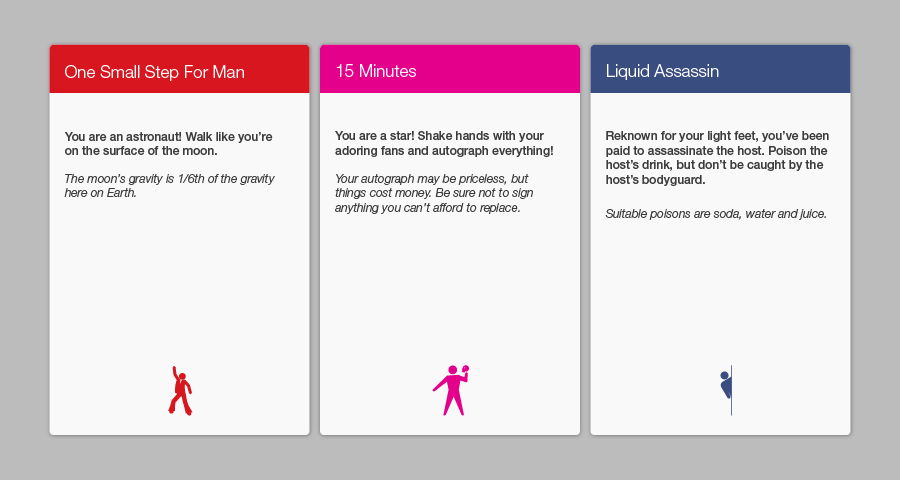 One Small Step For Man
You are an astronaut! Walk like you're
on the surface of the moon.
The moon's gravity is 1/6th of the gravity
here on Earth.
15 Minutes
You are a star! Shake hands with your
adoring fans and autograph everything!
Your autograph may be priceless, but
things cost money. Be sure not to sign
anything you can't afford to replace.
Liquid Assassin
Reknown for your light feet, you've been
paid to assassinate the host. Poison the
host's drink, but don't be caught by the
host's bodyguard.
Suitable poisons are soda, water and juice.